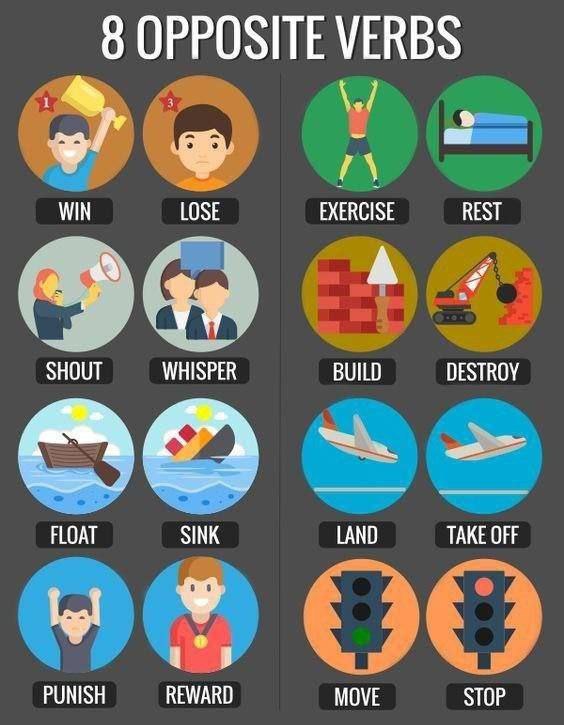 8 OPPOSITE VERBS
1
3
WIN
LOSE
EXERCISE
REST
SHOUT
WHISPER
BUILD
DESTROY
FLOAT
SINK
LAND
TAKE OFF
PUNISH
REWARD
MOVE
STOP